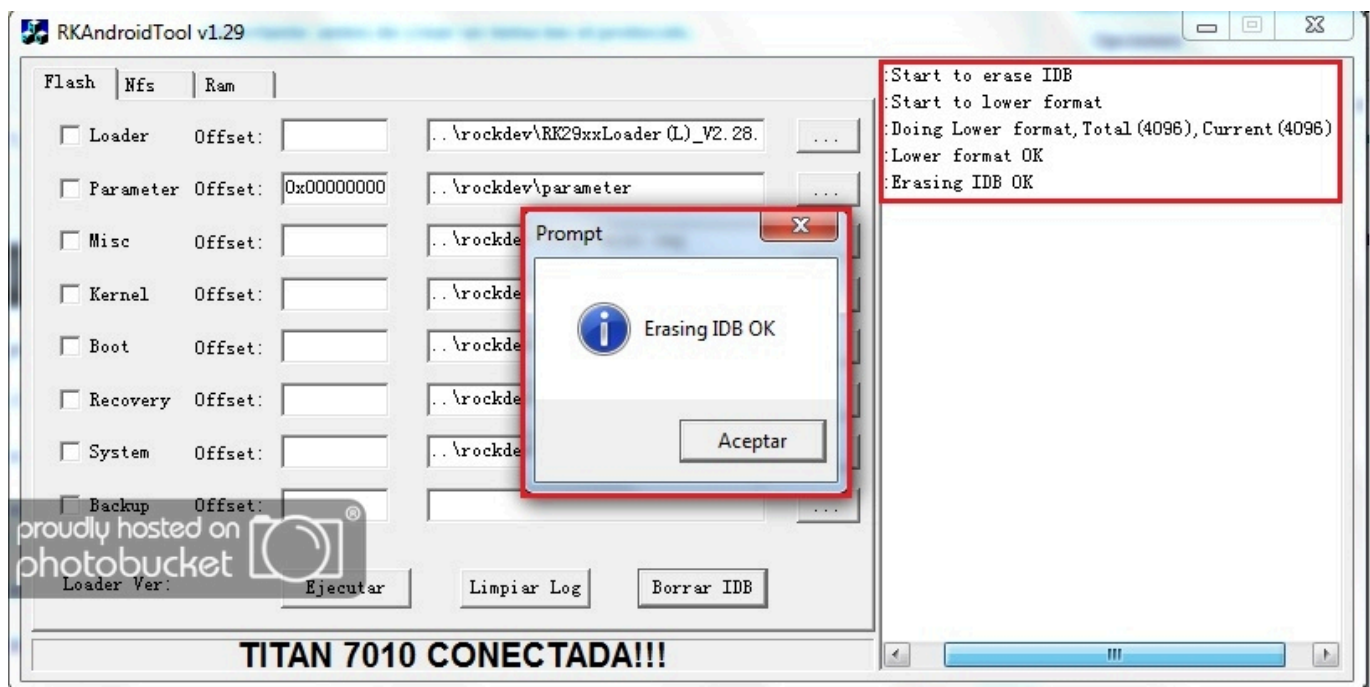 RKAndroidTool v1.29
Flash Nfs Ram
Loader Offset: ..\rockdev\RK29xxLoader(L)_V2.28. ...
Parameter Offset: 0x00000000 ..\rockdev\parameter ...
Misc Offset: ..\rockde
Kernel Offset: ..\rockde
Boot Offset: ..\rockde
Recovery Offset: ..\rockde
System Offset: ..\rockde
Backup Offset: ...
Loader Ver: Ejecutar Limpiar Log Borrar IDB
TITAN 7010 CONECTADA!!!
Prompt
Erasing IDB OK
Aceptar
:Start to erase IDB
:Start to lower format
:Doing Lower format,Total(4096),Current(4096)
:Lower format OK
:Erasing IDB OK
proudly hosted on
photobucket